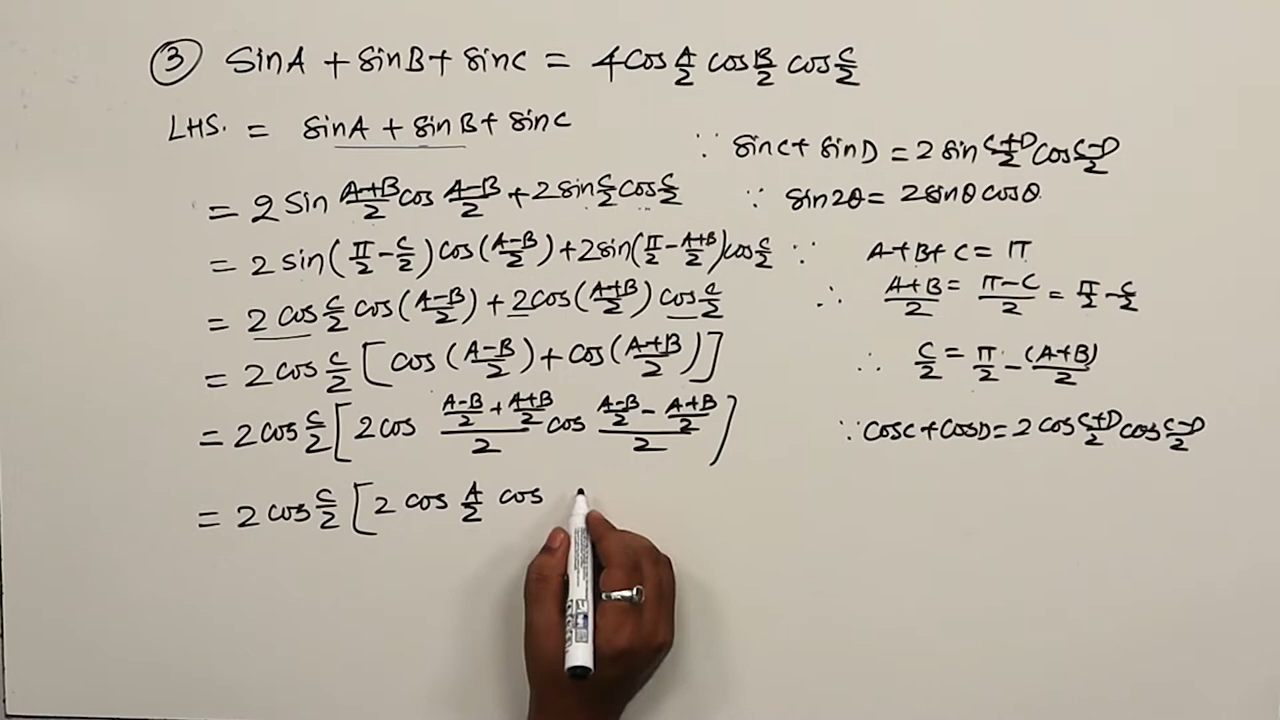 ③ SinA + sinB + sinC = 4cos A/2 cos B/2 cos C/2
LHS. = sinA + sinB + sinC
∵ sinC + sinD = 2 sin C+D/2 cos C-D/2
= 2 sin A+B/2 cos A-B/2 + 2 sin C/2 cos C/2
∵ sin2θ = 2sinθ cosθ
= 2 sin(π/2 - C/2) cos(A-B/2) + 2sin(π/2 - A+B/2) cos C/2
∵ A+B+C = π
= 2 cos C/2 cos(A-B/2) + 2cos(A+B/2) cos C/2
∴ A+B/2 = π-C/2 = π/2 - C/2
= 2 cos C/2 [cos(A-B/2) + cos(A+B/2)]
∴ C/2 = π/2 - (A+B)/2
= 2 cos C/2 [2 cos A-B/2 + A+B/2 /2 cos A-B/2 - A+B/2 /2]
∵ cosC + cosD = 2 cos C+D/2 cos C-D/2
= 2 cos C/2 [2 cos A/2 cos